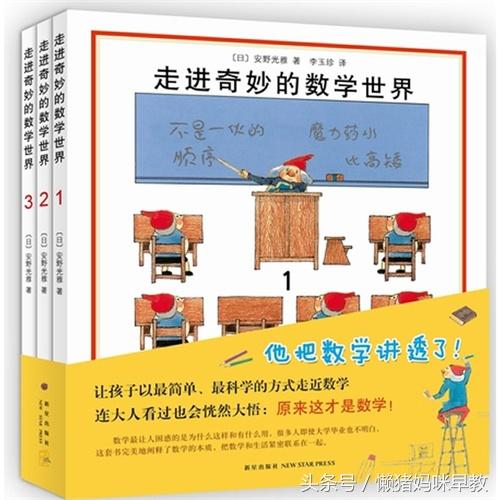 走进奇妙的数学世界
3
〔日〕安野光雅 著
走进奇妙的数学世界
2
〔日〕安野光雅 著
走进奇妙的数学世界
1
〔日〕安野光雅 著
新星出版社
〔日〕安野光雅 著 李玉珍 译
走进奇妙的数学世界
不是一伙的 魔力药水
顺序 比高矮
1
他把数学讲透了!
让孩子以最简单、最科学的方式走近数学
连大人看过也会恍然大悟:原来这才是数学!
数学最让人困惑的是为什么这样和有什么用,很多人即使大学毕业也不明白。
这套书完美地阐释了数学的本质,把数学和生活紧密联系在一起。
新星出版社 NEW STAR PRESS
头条号/懒猪妈咪早教